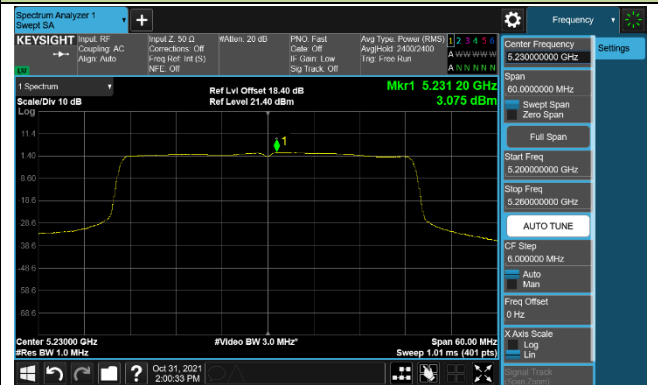 Spectrum Analyzer 1
Swept SA
Frequency
KEYSIGHT
Input: RF
Coupling: AC
Align: Auto
Input Z: 50 Ω
Corrections: Off
Freq Ref: Int (S)
NFE: Off
#Atten: 20 dB
PNO: Fast
Gate: Off
IF Gain: Low
Sig Track: Off
Avg Type: Power (RMS)
Avg|Hold: 2400/2400
Trig: Free Run
1 2 3 4 5 6
A W W W W W
A N N N N N
LXI
1 Spectrum
Scale/Div 10 dB
Log
Ref Lvl Offset 18.40 dB
Ref Level 21.40 dBm
Mkr1 5.231 20 GHz
3.075 dBm
1
11.4
1.40
-8.60
-18.6
-28.6
-38.6
-48.6
-58.6
-68.6
Center 5.23000 GHz
#Res BW 1.0 MHz
#Video BW 3.0 MHz*
Span 60.00 MHz
Sweep 1.01 ms (401 pts)
Oct 31, 2021
2:00:33 PM
Center Frequency
5.230000000 GHz
Settings
Span
60.0000000 MHz
Swept Span
Zero Span
Full Span
Start Freq
5.200000000 GHz
Stop Freq
5.260000000 GHz
AUTO TUNE
CF Step
6.000000 MHz
Auto
Man
Freq Offset
0 Hz
X Axis Scale
Log
Lin
Signal Track
(Span Zoom)